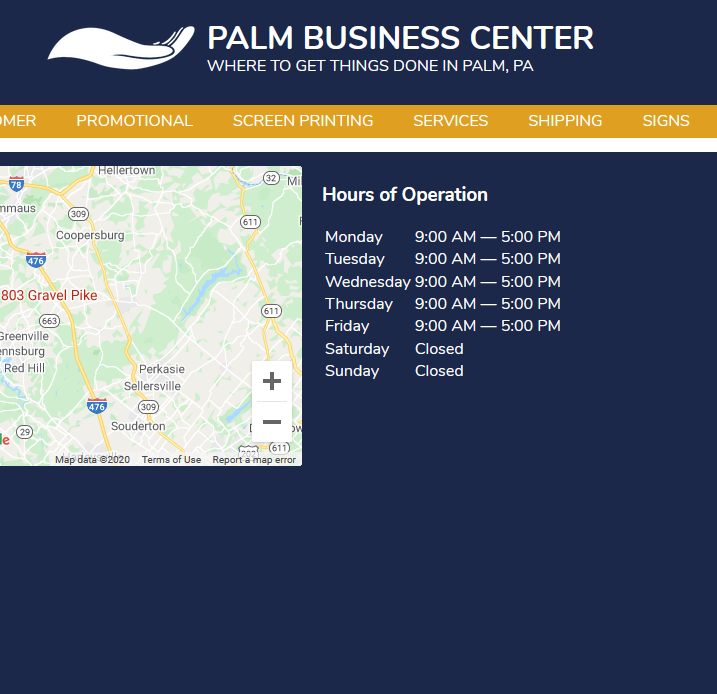 PALM BUSINESS CENTER
WHERE TO GET THINGS DONE IN PALM, PA
OMER PROMOTIONAL SCREEN PRINTING SERVICES SHIPPING SIGNS
Hellertown
78
32
Mil
mmaus
309
611
Coopersburg
476
803 Gravel Pike
663
611
Greenville
ennsburg
Red Hill
Perkasie
Sellersville
476
309
29
Souderton
611
Map data ©2020 Terms of Use Report a map error
Hours of Operation
Monday 9:00 AM — 5:00 PM
Tuesday 9:00 AM — 5:00 PM
Wednesday 9:00 AM — 5:00 PM
Thursday 9:00 AM — 5:00 PM
Friday 9:00 AM — 5:00 PM
Saturday Closed
Sunday Closed